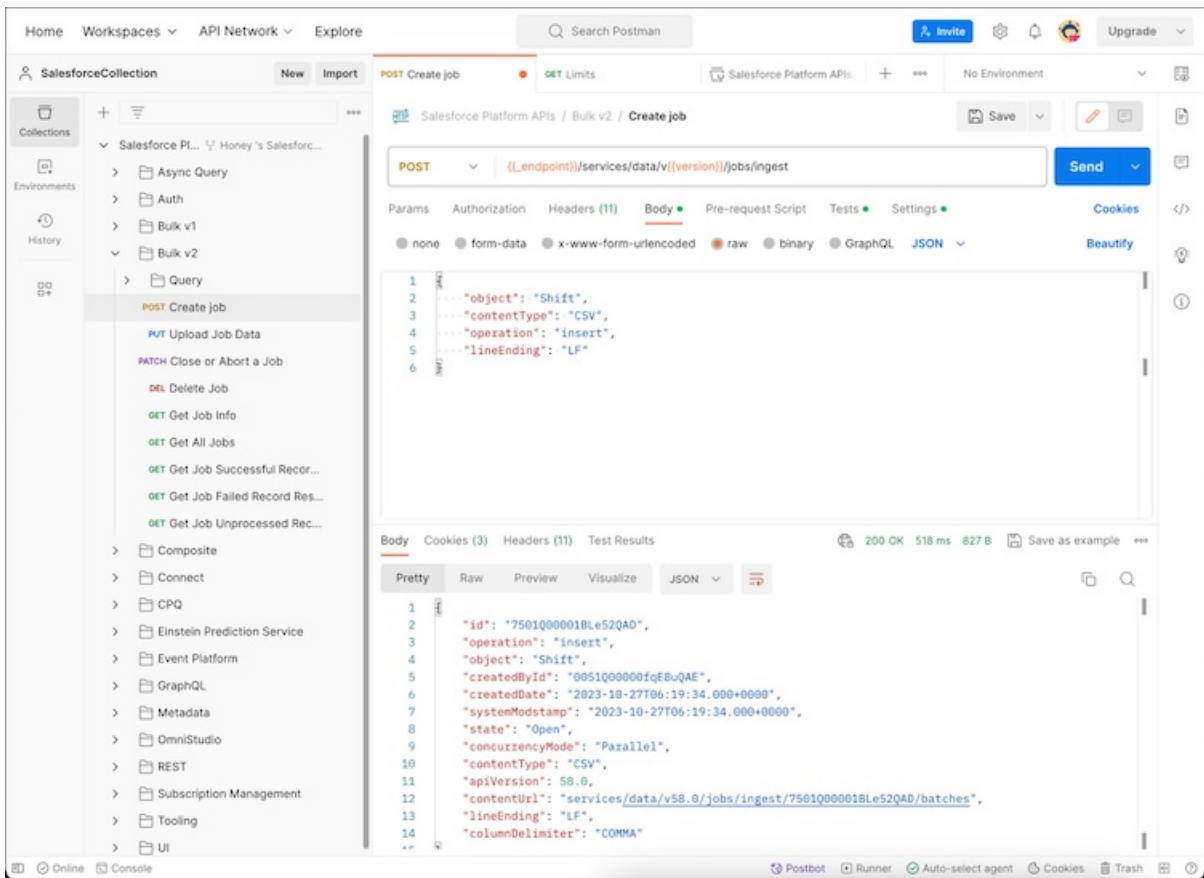 Home Workspaces API Network Explore Search Postman Invite Upgrade
SalesforceCollection New Import POST Create job GET Limits Salesforce Platform APIs No Environment
Collections
Environments
History
Salesforce Pl... Honey 's Salesforc...
Async Query
Auth
Bulk v1
Bulk v2
Query
POST Create job
PUT Upload Job Data
PATCH Close or Abort a Job
DEL Delete Job
GET Get Job Info
GET Get All Jobs
GET Get Job Successful Recor...
GET Get Job Failed Record Res...
GET Get Job Unprocessed Rec...
Composite
Connect
CPQ
Einstein Prediction Service
Event Platform
GraphQL
Metadata
OmniStudio
REST
Subscription Management
Tooling
UI
Salesforce Platform APIs / Bulk v2 / Create job Save
POST {{_endpoint}}/services/data/v{{version}}/jobs/ingest Send
Params Authorization Headers (11) Body Pre-request Script Tests Settings Cookies
none form-data x-www-form-urlencoded raw binary GraphQL JSON Beautify
1 {
2 "object": "Shift",
3 "contentType": "CSV",
4 "operation": "insert",
5 "lineEnding": "LF"
6 }
Body Cookies (3) Headers (11) Test Results 200 OK 518 ms 827 B Save as example
Pretty Raw Preview Visualize JSON
1 {
2 "id": "7501Q00001BLe52QAD",
3 "operation": "insert",
4 "object": "Shift",
5 "createdById": "0051Q00000fqE8uQAE",
6 "createdDate": "2023-10-27T06:19:34.000+0000",
7 "systemModstamp": "2023-10-27T06:19:34.000+0000",
8 "state": "Open",
9 "concurrencyMode": "Parallel",
10 "contentType": "CSV",
11 "apiVersion": 58.0,
12 "contentUrl": "services/data/v58.0/jobs/ingest/7501Q00001BLe52QAD/batches",
13 "lineEnding": "LF",
14 "columnDelimiter": "COMMA"
Online Console Postbot Runner Auto-select agent Cookies Trash